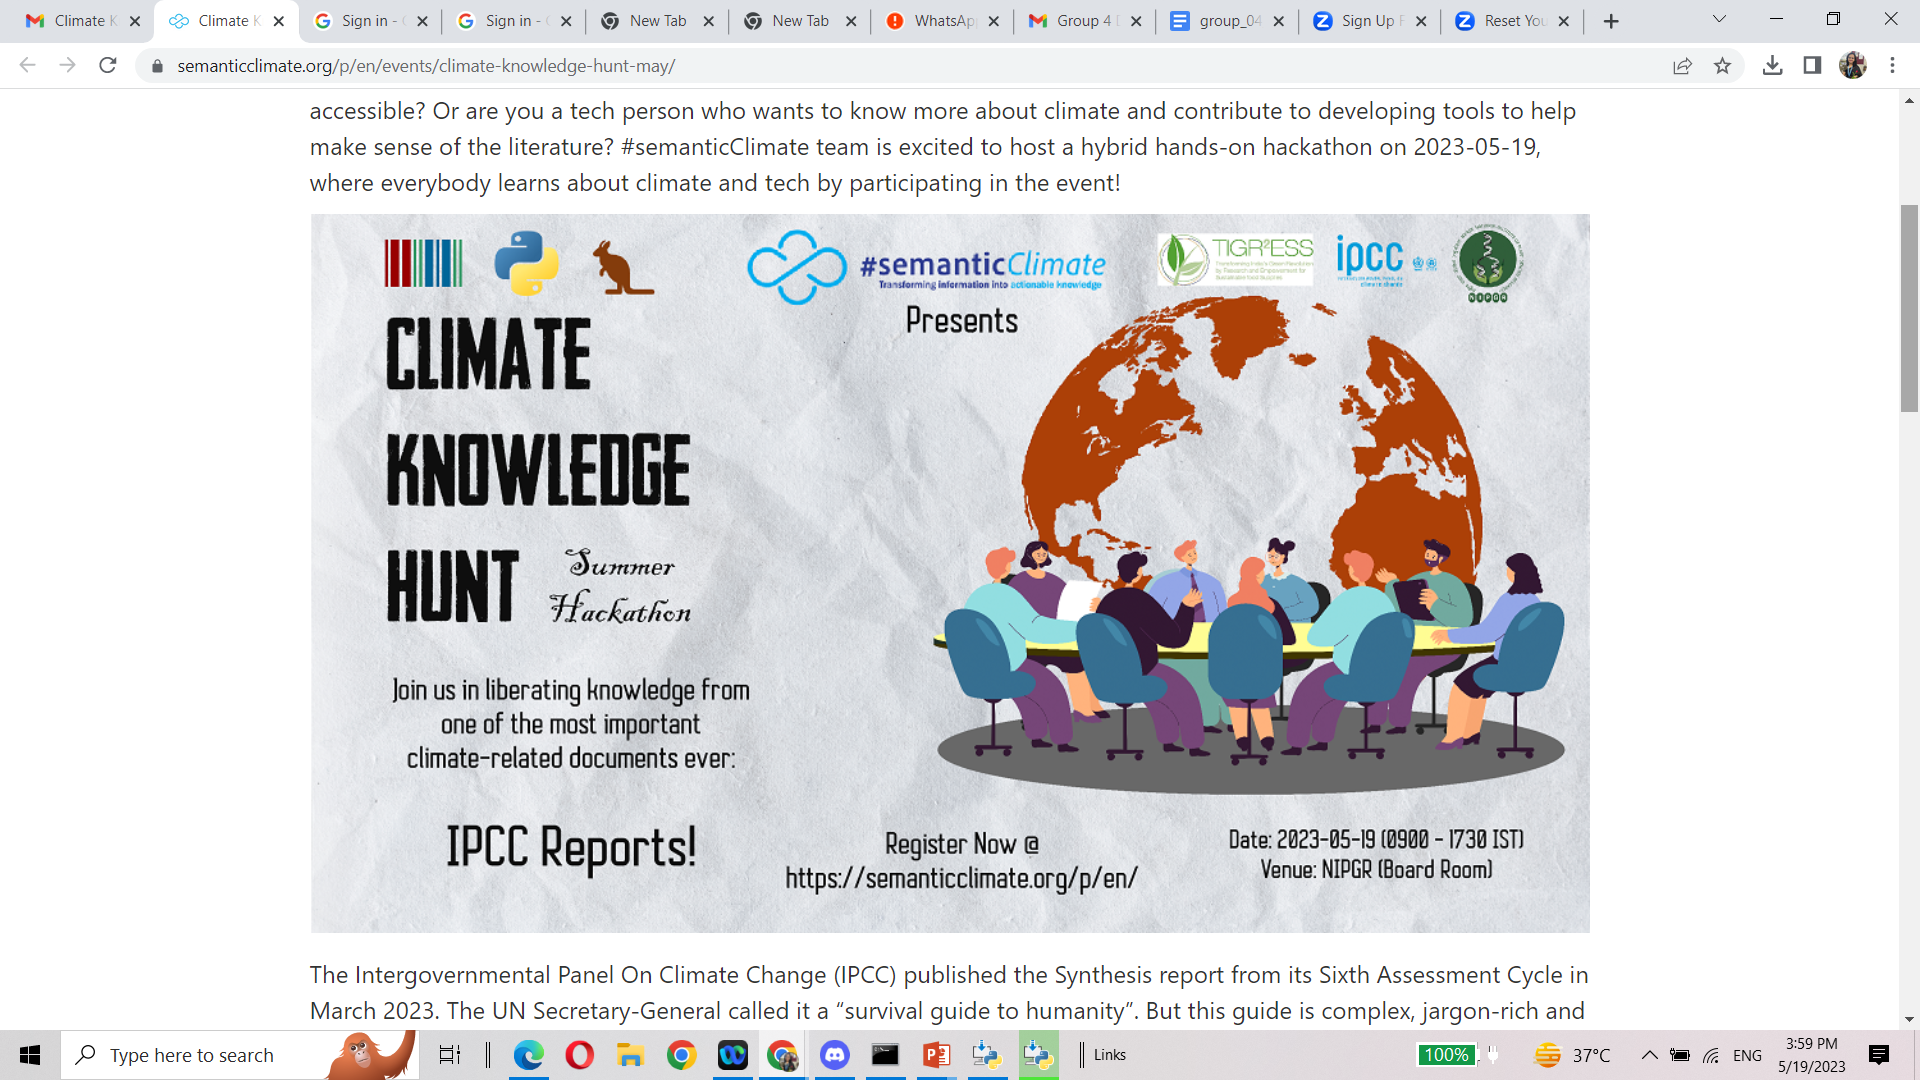 Climate K
Climate K
Sign in - G
Sign in - G
New Tab
New Tab
WhatsAp
Group 4 D
group_04
Sign Up F
Reset You
semanticclimate.org/p/en/events/climate-knowledge-hunt-may/
accessible? Or are you a tech person who wants to know more about climate and contribute to developing tools to help
make sense of the literature? #semanticClimate team is excited to host a hybrid hands-on hackathon on 2023-05-19,
where everybody learns about climate and tech by participating in the event!
#semanticClimate
Transforming information into actionable knowledge
TIGR²ESS
ipcc
NIPGR
Presents
CLIMATE
KNOWLEDGE
HUNT
Summer
Hackathon
Join us in liberating knowledge from
one of the most important
climate-related documents ever:
IPCC Reports!
Register Now @
https://semanticclimate.org/p/en/
Date: 2023-05-19 (0900 - 1730 IST)
Venue: NIPGR (Board Room)
The Intergovernmental Panel On Climate Change (IPCC) published the Synthesis report from its Sixth Assessment Cycle in
March 2023. The UN Secretary-General called it a “survival guide to humanity”. But this guide is complex, jargon-rich and
Type here to search
Links
100%
37°C
ENG
3:59 PM
5/19/2023